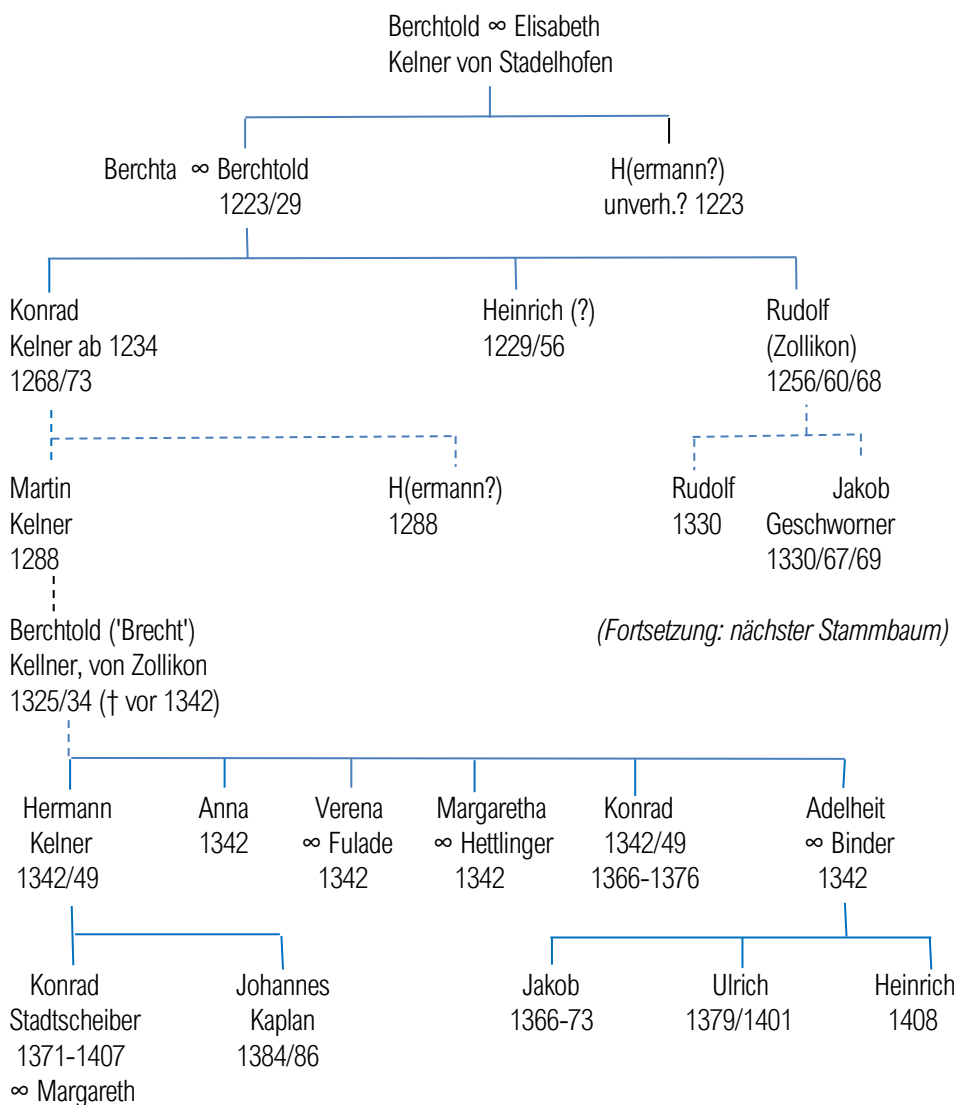 Berchtold ∞ Elisabeth
Kelner von Stadelhofen
Berchta ∞ Berchtold
1223/29
H(ermann?)
unverh.? 1223
Konrad
Kelner ab 1234
1268/73
Heinrich (?)
1229/56
Rudolf
(Zollikon)
1256/60/68
Martin
Kelner
1288
H(ermann?)
1288
Rudolf
1330
Jakob
Geschworner
1330/67/69
Berchtold ('Brecht')
Kellner, von Zollikon
1325/34 († vor 1342)
(Fortsetzung: nächster Stammbaum)
Hermann
Kelner
1342/49
Anna
1342
Verena
∞ Fulade
1342
Margaretha
∞ Hettlinger
1342
Konrad
1342/49
1366-1376
Adelheit
∞ Binder
1342
Konrad
Stadtscheiber
1371-1407
∞ Margareth
Johannes
Kaplan
1384/86
Jakob
1366-73
Ulrich
1379/1401
Heinrich
1408